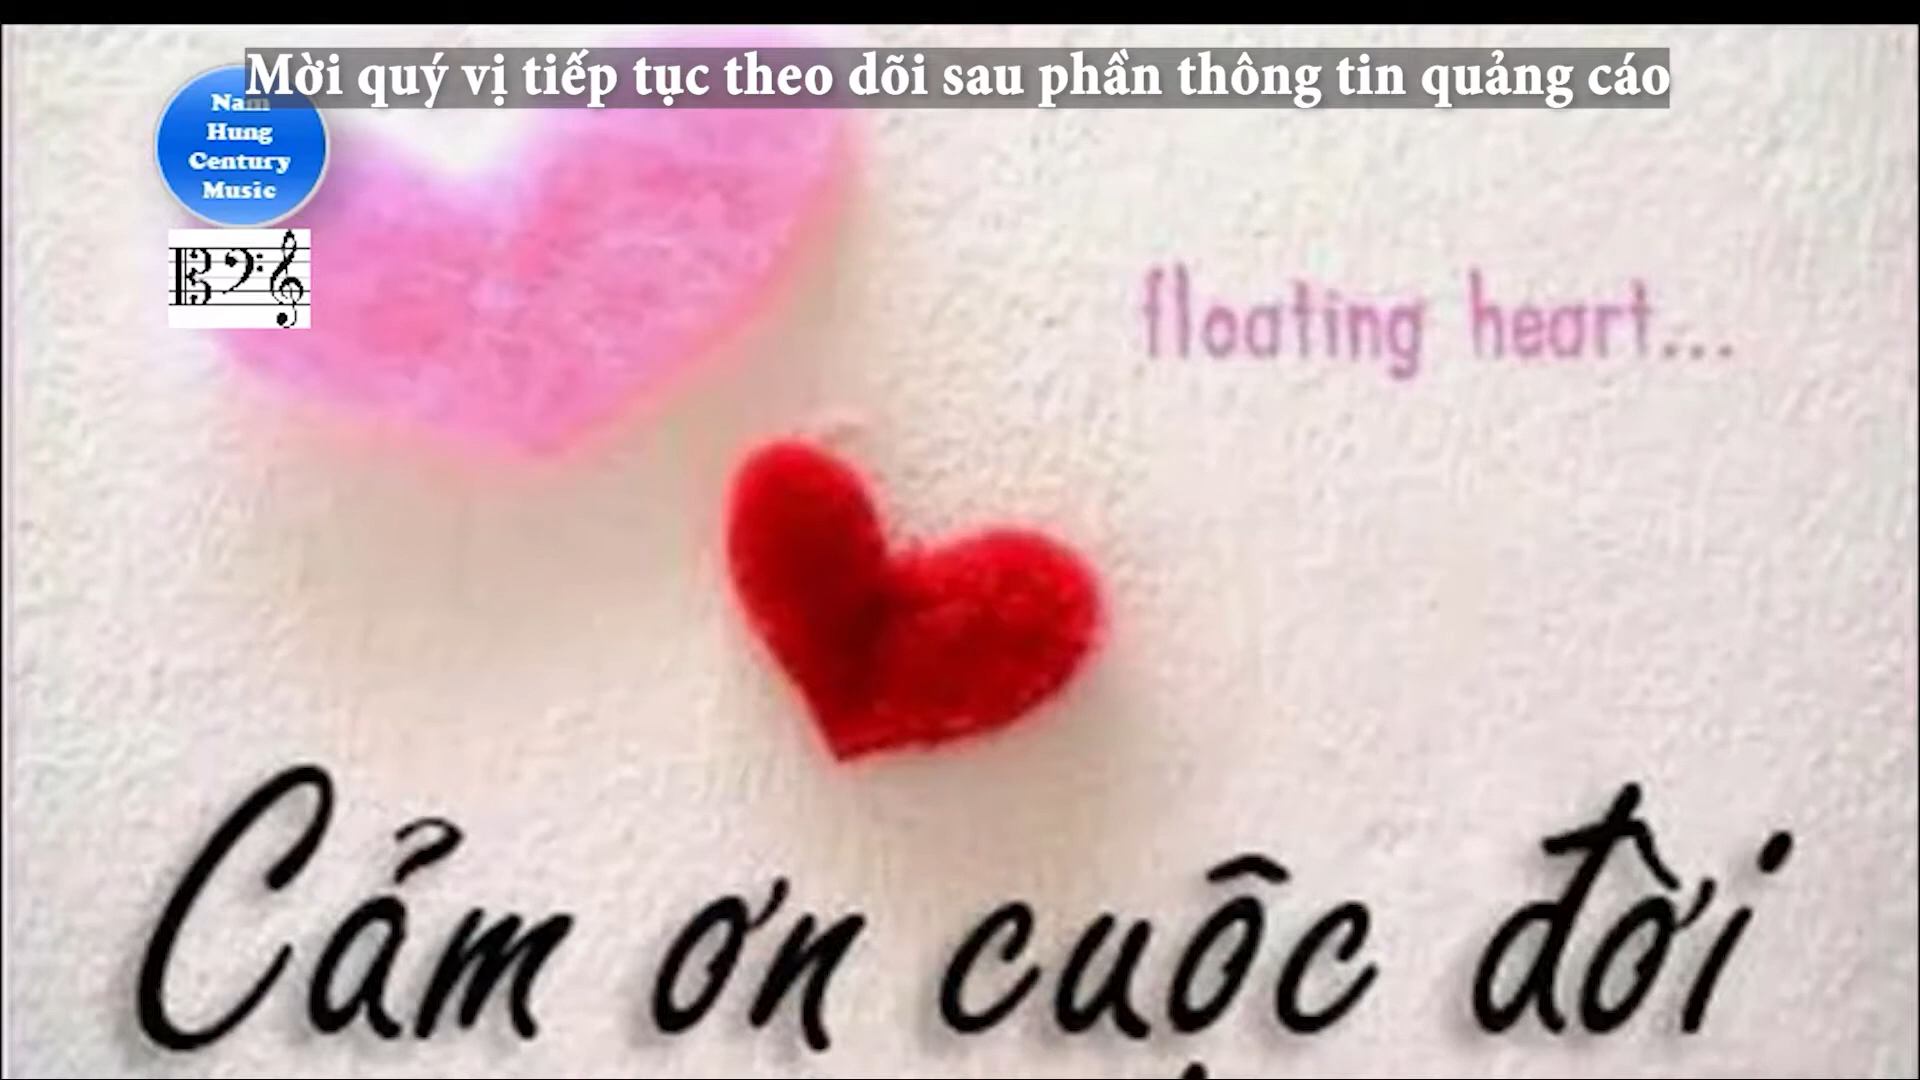 Mời quý vị tiếp tục theo dõi sau phần thông tin quảng cáo
Nam
Hung
Century
Music
floating heart...
Cảm ơn cuộc đời